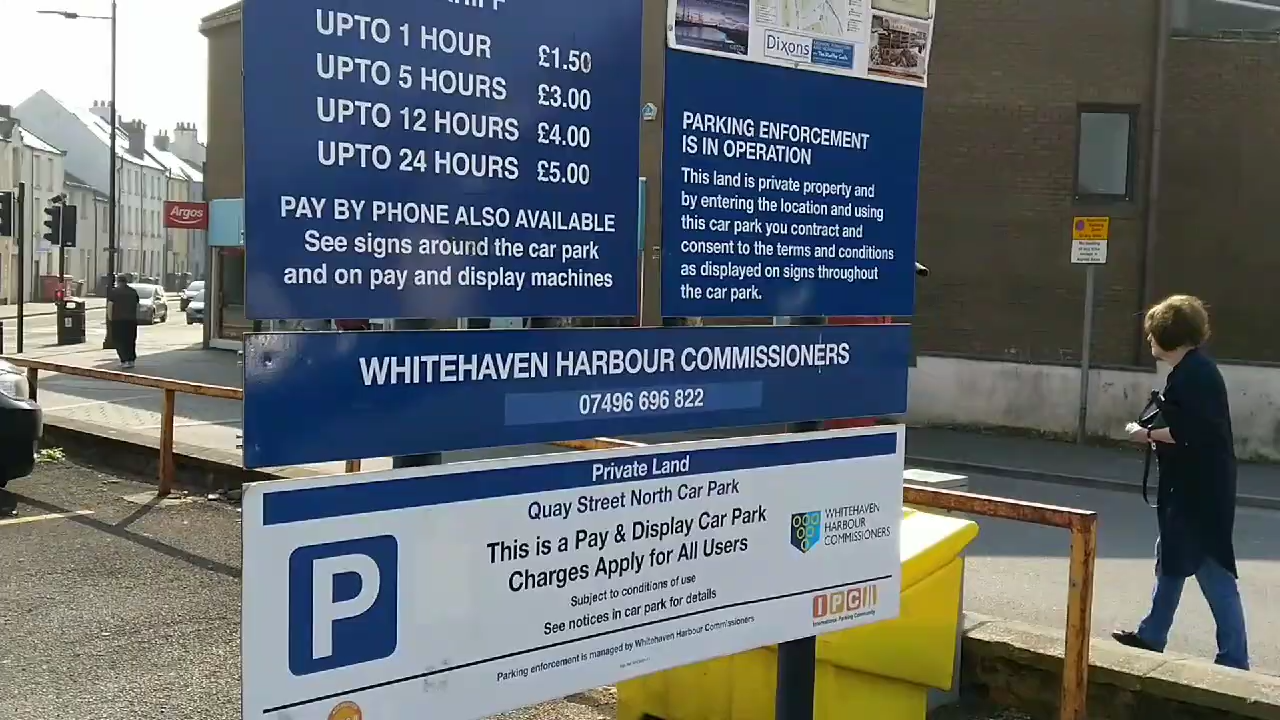 UPTO 1 HOUR £1.50
UPTO 5 HOURS £3.00
UPTO 12 HOURS £4.00
UPTO 24 HOURS £5.00
PAY BY PHONE ALSO AVAILABLE
See signs around the car park
and on pay and display machines
Dixons
PARKING ENFORCEMENT
IS IN OPERATION
This land is private property and
by entering the location and using
this car park you contract and
consent to the terms and conditions
as displayed on signs throughout
the car park.
Argos
WHITEHAVEN HARBOUR COMMISSIONERS
07496 696 822
Private Land
Quay Street North Car Park
This is a Pay & Display Car Park
Charges Apply for All Users
Subject to conditions of use
See notices in car park for details
P
WHITEHAVEN
HARBOUR
COMMISSIONERS
IPC
International Parking Community
Parking enforcement is managed by Whitehaven Harbour Commissioners